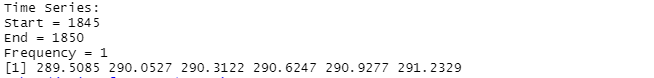 Time Series:
Start = 1845
End = 1850
Frequency = 1
[1] 289.5085 290.0527 290.3122 290.6247 290.9277 291.2329